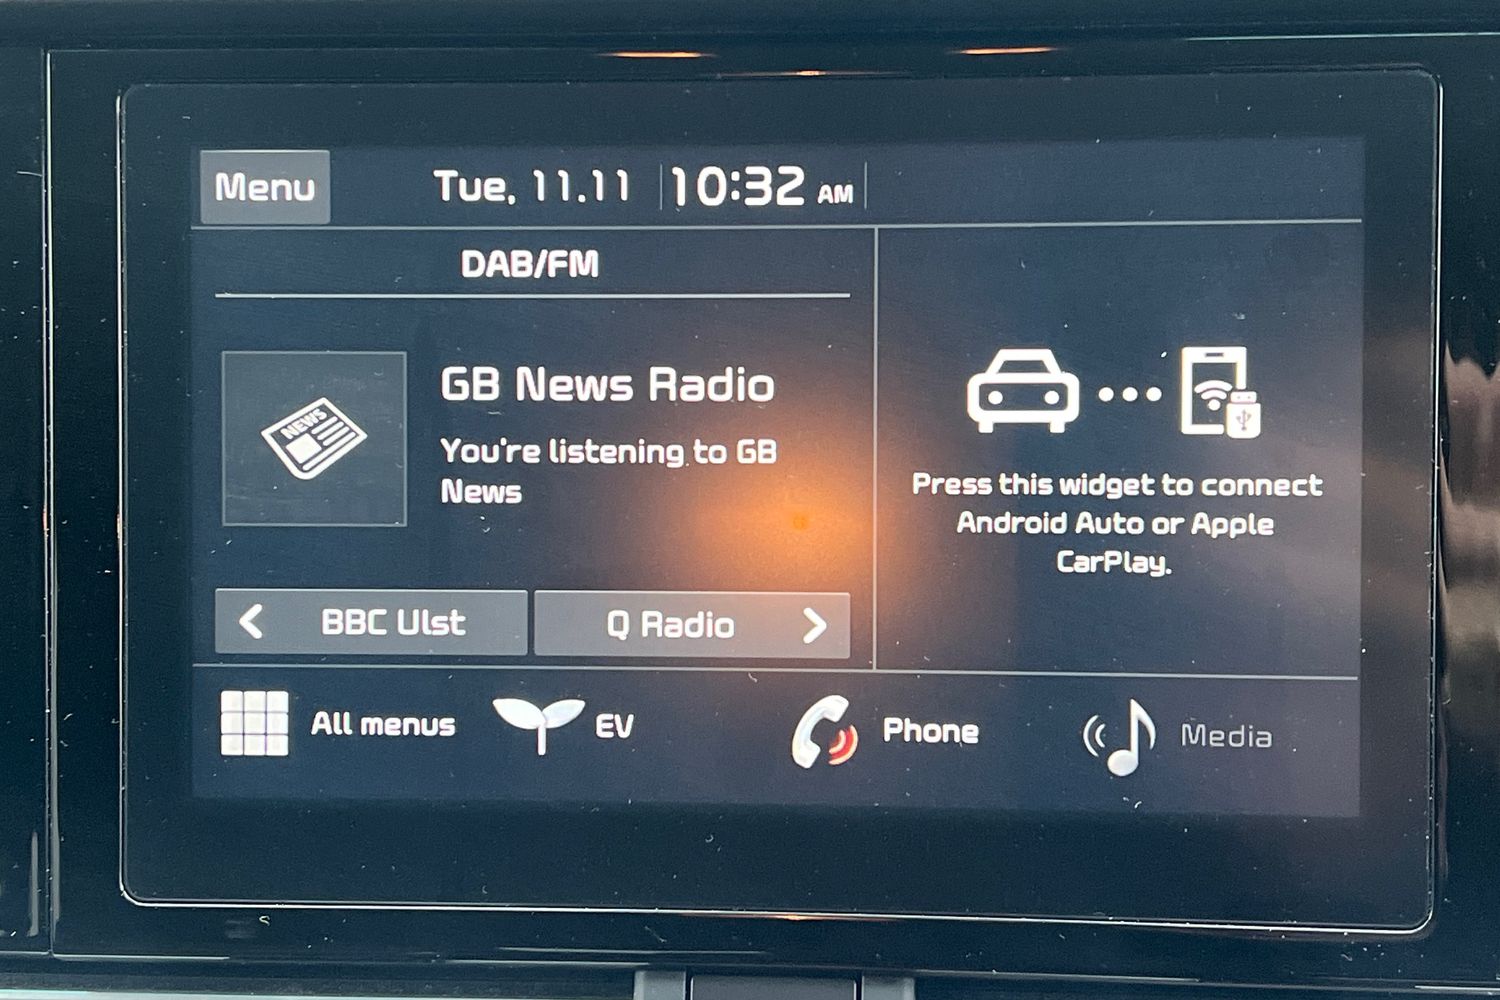 Menu
Tue, 11.11
10:32 AM
DAB/FM
NEWS
GB News Radio
You're listening to GB
News
BBC Ulst
Q Radio
Press this widget to connect
Android Auto or Apple
CarPlay.
All menus
EV
Phone
Media